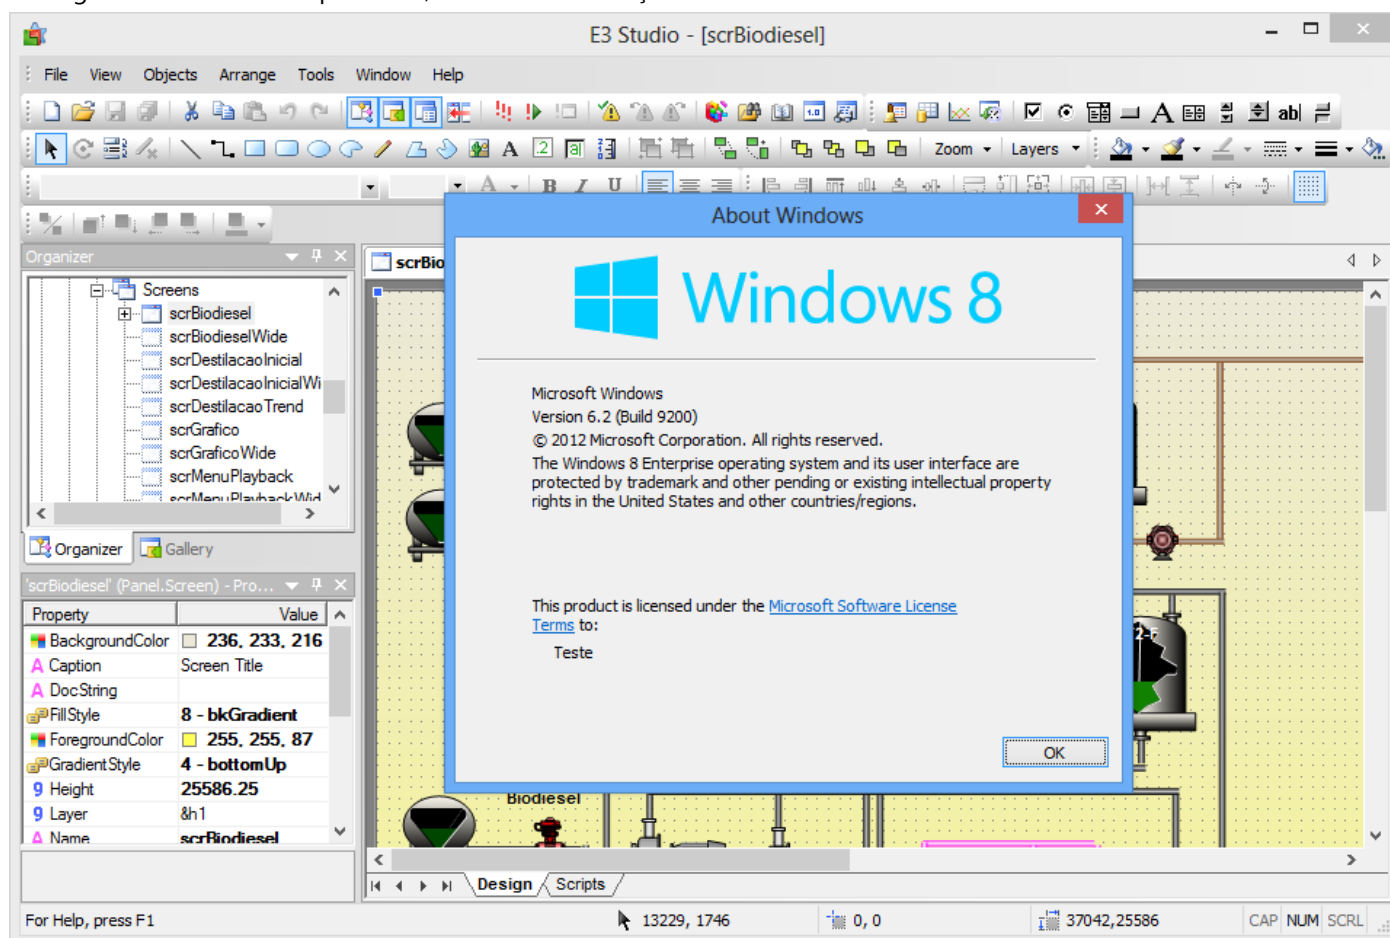 E3 Studio - [scrBiodiesel]
File View Objects Arrange Tools Window Help
Zoom Layers
A B I U
Organizer
Screens
scrBiodiesel
scrBiodieselWide
scrDestilacaoInicial
scrDestilacaoInicialWi
scrDestilacaoTrend
scrGrafico
scrGraficoWide
scrMenuPlayback
scrMenuPlaybackWid
Organizer Gallery
'scrBiodiesel' (Panel.Screen) - Pro...
Property Value
BackgroundColor 236, 233, 216
Caption Screen Title
DocString
FillStyle 8 - bkGradient
ForegroundColor 255, 255, 87
GradientStyle 4 - bottomUp
Height 25586.25
Layer &h1
Name scrBiodiesel
scrBio
About Windows
Windows 8
Microsoft Windows
Version 6.2 (Build 9200)
© 2012 Microsoft Corporation. All rights reserved.
The Windows 8 Enterprise operating system and its user interface are
protected by trademark and other pending or existing intellectual property
rights in the United States and other countries/regions.
This product is licensed under the Microsoft Software License
Terms to:
Teste
OK
2-F
Biodiesel
Design Scripts
For Help, press F1 13229, 1746 0, 0 37042,25586 CAP NUM SCRL